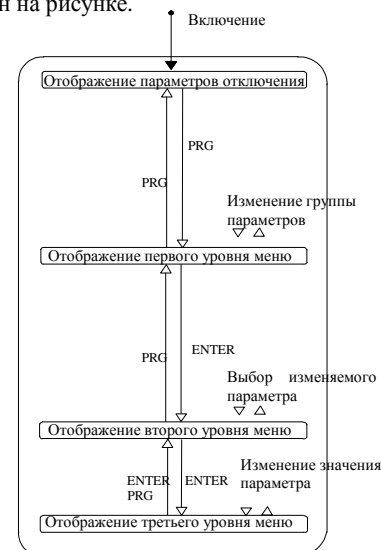 н на рисунке.
Включение
Отображение параметров отключения
PRG
PRG
Изменение группы
параметров
Отображение первого уровня меню
ENTER
PRG
Выбор изменяемого
параметра
Отображение второго уровня меню
Изменение значения
параметра
ENTER
PRG
ENTER
Отображение третьего уровня меню